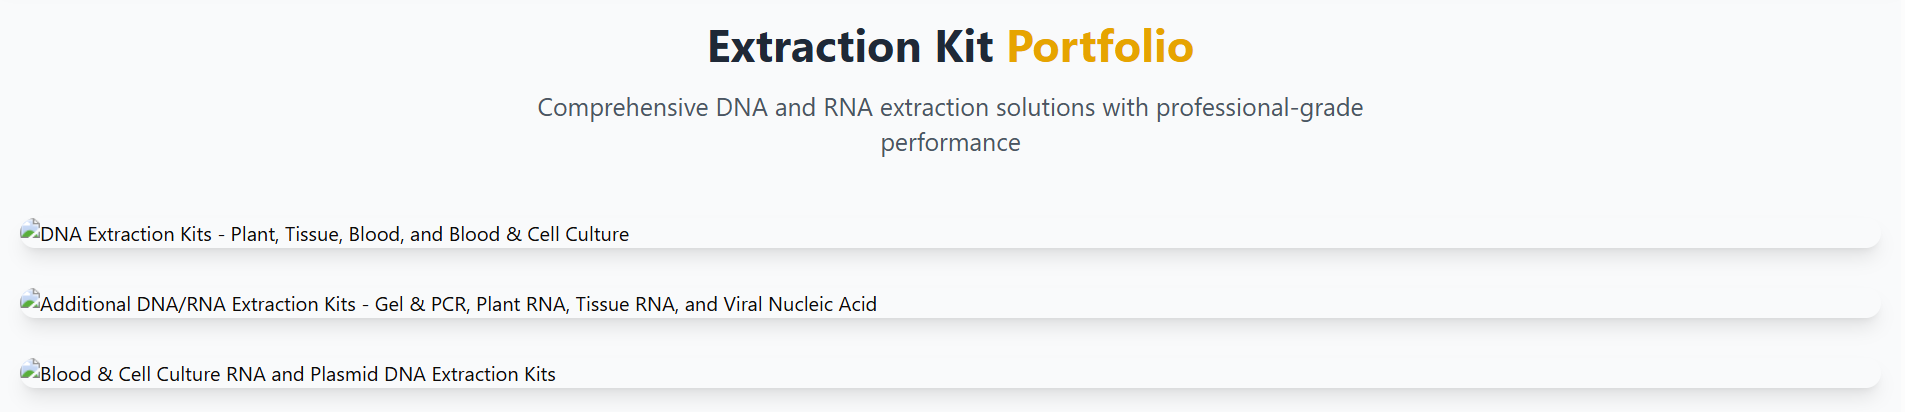 Extraction Kit Portfolio
Comprehensive DNA and RNA extraction solutions with professional-grade
performance
DNA Extraction Kits - Plant, Tissue, Blood, and Blood & Cell Culture
Additional DNA/RNA Extraction Kits - Gel & PCR, Plant RNA, Tissue RNA, and Viral Nucleic Acid
Blood & Cell Culture RNA and Plasmid DNA Extraction Kits